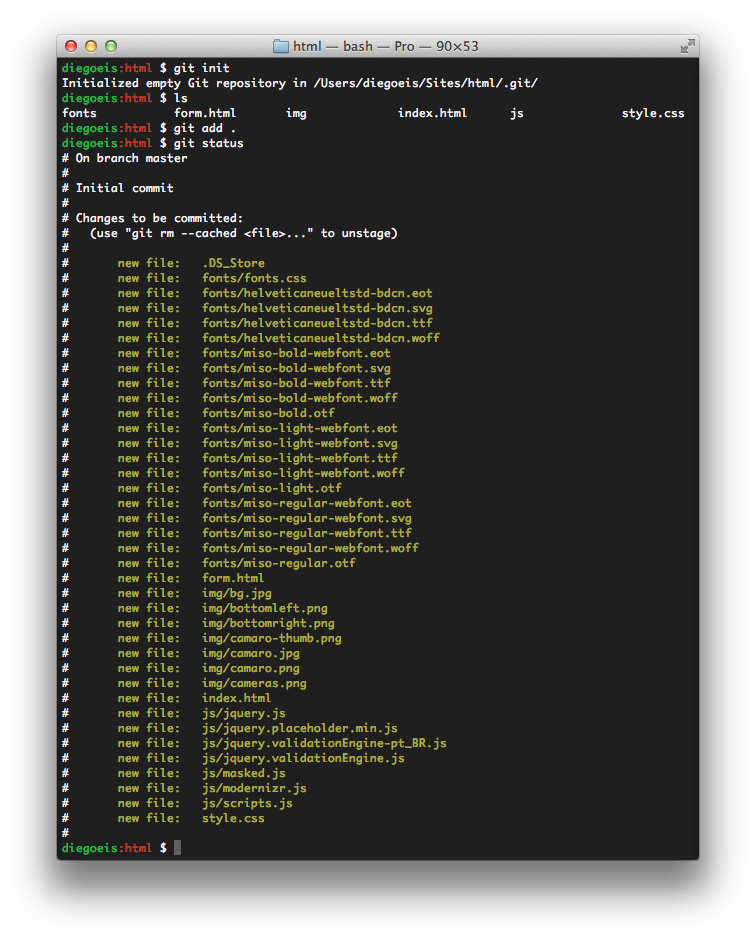 html — bash — Pro — 90×53
diegoeis:html $ git init
Initialized empty Git repository in /Users/diegoeis/Sites/html/.git/
diegoeis:html $ ls
fonts form.html img index.html js style.css
diegoeis:html $ git add .
diegoeis:html $ git status
# On branch master
#
# Initial commit
#
# Changes to be committed:
#   (use "git rm --cached <file>..." to unstage)
#
# new file: .DS_Store
# new file: fonts/fonts.css
# new file: fonts/helveticaneueltstd-bdcn.eot
# new file: fonts/helveticaneueltstd-bdcn.svg
# new file: fonts/helveticaneueltstd-bdcn.ttf
# new file: fonts/helveticaneueltstd-bdcn.woff
# new file: fonts/miso-bold-webfont.eot
# new file: fonts/miso-bold-webfont.svg
# new file: fonts/miso-bold-webfont.ttf
# new file: fonts/miso-bold-webfont.woff
# new file: fonts/miso-bold.otf
# new file: fonts/miso-light-webfont.eot
# new file: fonts/miso-light-webfont.svg
# new file: fonts/miso-light-webfont.ttf
# new file: fonts/miso-light-webfont.woff
# new file: fonts/miso-light.otf
# new file: fonts/miso-regular-webfont.eot
# new file: fonts/miso-regular-webfont.svg
# new file: fonts/miso-regular-webfont.ttf
# new file: fonts/miso-regular-webfont.woff
# new file: fonts/miso-regular.otf
# new file: form.html
# new file: img/bg.jpg
# new file: img/bottomleft.png
# new file: img/bottomright.png
# new file: img/camaro-thumb.png
# new file: img/camaro.jpg
# new file: img/camaro.png
# new file: img/cameras.png
# new file: index.html
# new file: js/jquery.js
# new file: js/jquery.placeholder.min.js
# new file: js/jquery.validationEngine-pt_BR.js
# new file: js/jquery.validationEngine.js
# new file: js/masked.js
# new file: js/modernizr.js
# new file: js/scripts.js
# new file: style.css
#
diegoeis:html $